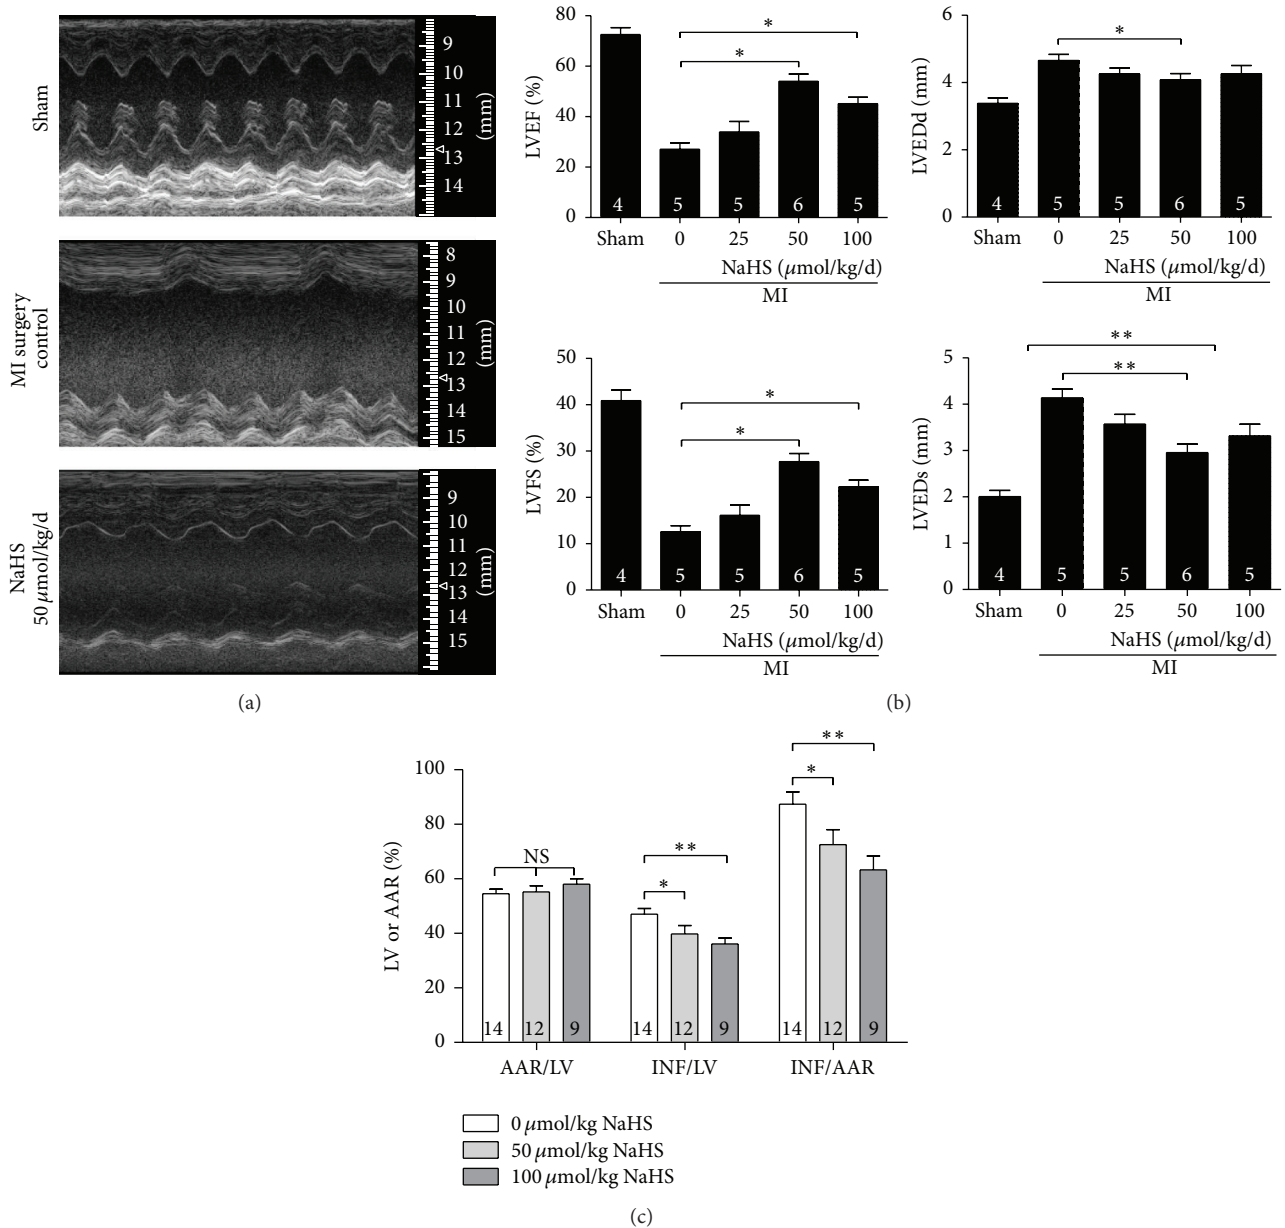 Sham
9
10
11
12
13
14
(mm)
MI surgery
control
8
9
10
11
12
13
14
15
(mm)
NaHS
50 μmol/kg/d
9
10
11
12
13
14
15
(mm)
(a)
LVEF (%)
80
60
40
20
0
4 5 5 6 5
Sham 0 25 50 100
NaHS (μmol/kg/d)
MI
*
*
LVEDd (mm)
6
4
2
0
4 5 5 6 5
Sham 0 25 50 100
NaHS (μmol/kg/d)
MI
*
LVFS (%)
50
40
30
20
10
0
4 5 5 6 5
Sham 0 25 50 100
NaHS (μmol/kg/d)
MI
*
*
LVEDs (mm)
5
4
3
2
1
0
4 5 5 6 5
Sham 0 25 50 100
NaHS (μmol/kg/d)
MI
**
**
(b)
LV or AAR (%)
100
80
60
40
20
0
NS
*
**
*
**
14 12 9 14 12 9 14 12 9
AAR/LV INF/LV INF/AAR
0 μmol/kg NaHS
50 μmol/kg NaHS
100 μmol/kg NaHS
(c)